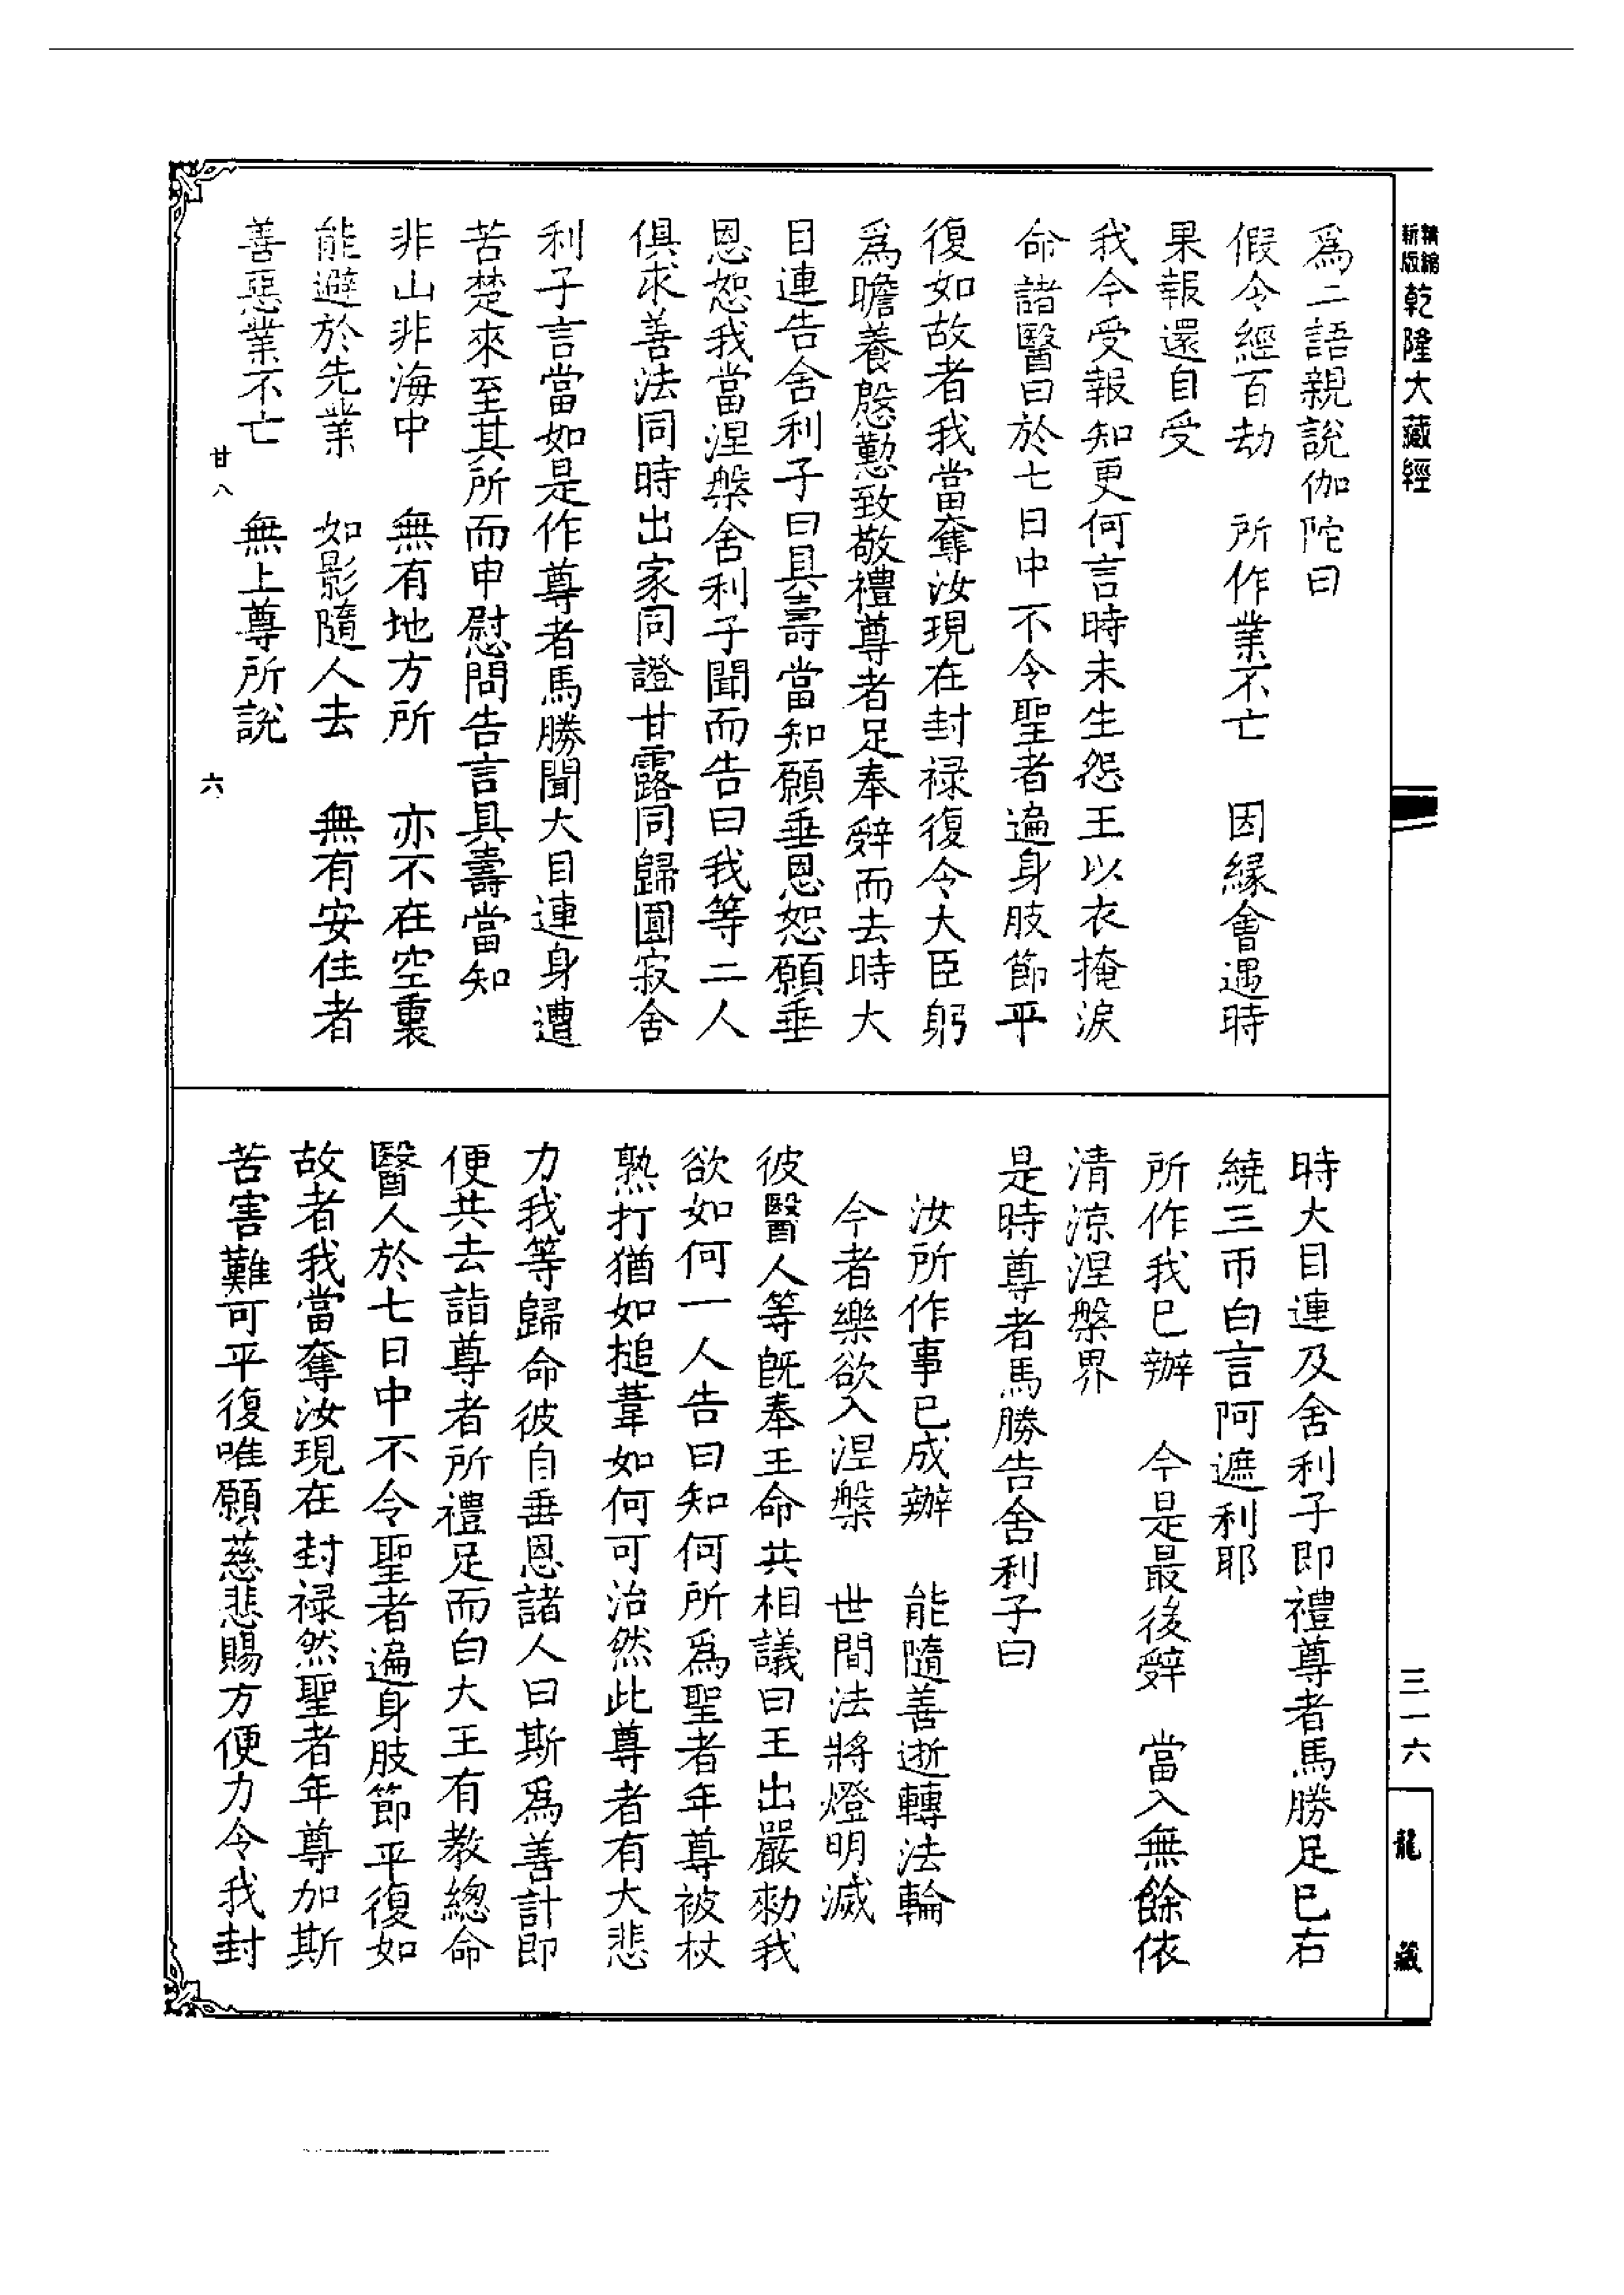 精縮新版乾隆大藏經
三一六
龍藏
爲二語親說伽陀曰
假令經百劫　所作業不亡　因緣會遇時
果報還自受
我今受報知更何言時未生怨王以衣掩淚
命諸醫曰於七日中不令聖者遍身肢節平
復如故者我當奪汝現在封禄復令大臣躬
爲瞻養慇懃致敬禮尊者足奉辭而去時大
目連告舍利子曰具壽當知願垂恩恕願垂
恩恕我當涅槃舍利子聞而告曰我等二人
俱求善法同時出家同證甘露同歸圓寂舍
利子言當如是作尊者馬勝聞大目連身遭
苦楚來至其所而申慰問告言具壽當知
非山非海中　無有地方所　亦不在空裏
能避於先業　如影隨人去　無有安住者
善惡業不亡　無上尊所說
甘八　六
時大目連及舍利子即禮尊者馬勝足已右
繞三帀白言阿遮利耶
所作我已辦　今是最後辭　當入無餘依
清涼涅槃界
是時尊者馬勝告舍利子曰
汝所作事已成辦　能隨善逝轉法輪
今者樂欲入涅槃　世間法將燈明滅
彼醫人等既奉王命共相議曰王出嚴勅我
欲如何一人告曰知何所爲聖者年尊被杖
熟打猶如搥葦如何可治然此尊者有大悲
力我等歸命彼自垂恩諸人曰斯爲善計即
便共去詣尊者所禮足而白大王有教總命
醫人於七日中不令聖者遍身肢節平復如
故者我當奪汝現在封禄然聖者年尊加斯
苦害難可平復唯願慈悲賜方便力令我封